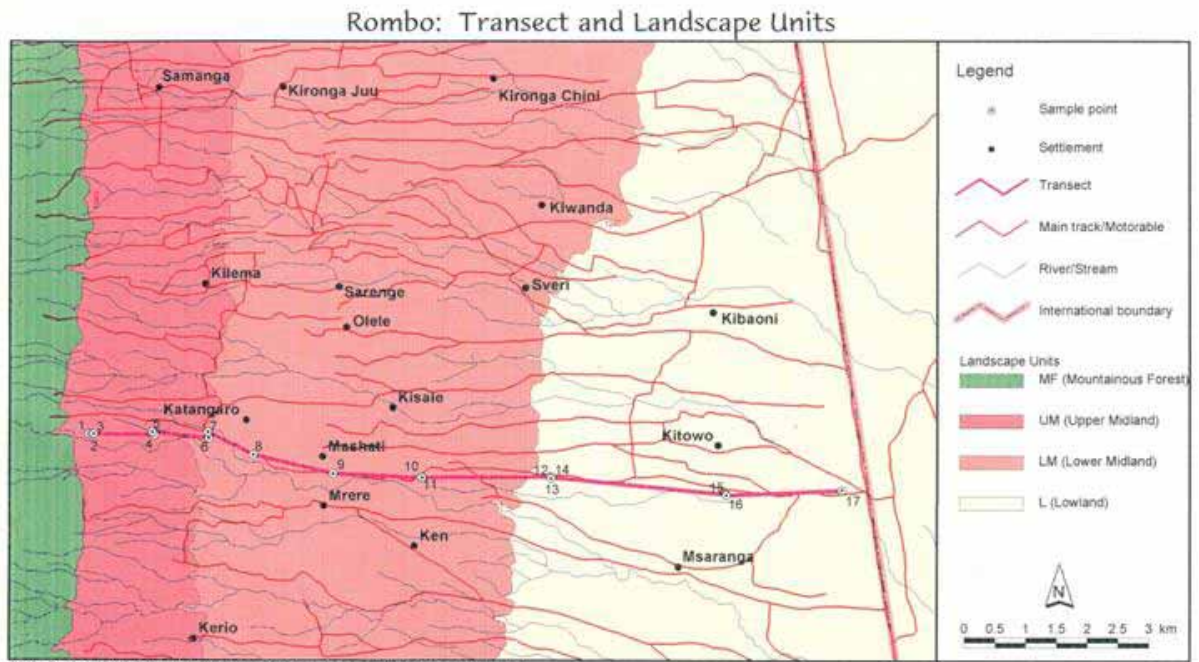 Rombo: Transect and Landscape Units
Samanga
Kironga Juu
Kironga Chini
Kiwanda
Kilema
Sarenge
Sveri
Olele
Kibaoni
Katangaro
Kisale
Mashati
Kitowo
Mrere
Ken
Msaranga
Kerio
1 3
2
5
4
7
6
8
9
10
11
12 14
13
15
16
17
Legend
Sample point
Settlement
Transect
Main track/Motorable
River/Stream
International boundary
Landscape Units
MF (Mountainous Forest)
UM (Upper Midland)
LM (Lower Midland)
L (Lowland)
N
0 0.5 1 1.5 2 2.5 3 km